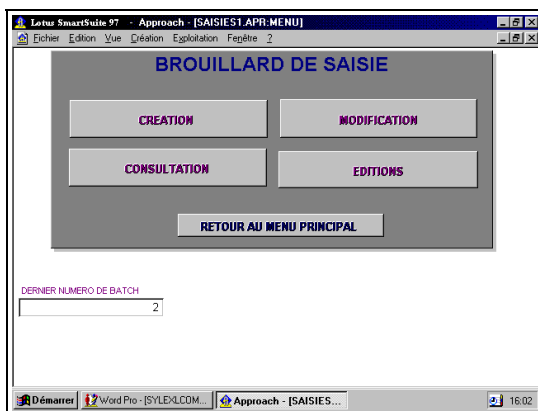 Lotus SmartSuite 97 - Approach - [SAISIES1.APR:MENU]
Fichier Edition Vue Création Exploitation Fenêtre ?
BROUILLARD DE SAISIE
CREATION MODIFICATION
CONSULTATION EDITIONS
RETOUR AU MENU PRINCIPAL
DERNIER NUMERO DE BATCH
2
Démarrer Word Pro - [SYLEXLCOM... Approach - [SAISIES... 16:02